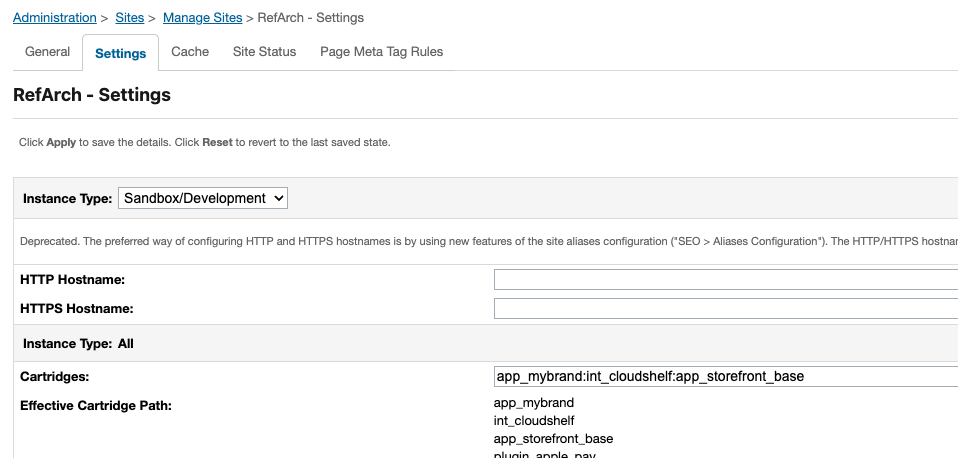 Administration > Sites > Manage Sites > RefArch - Settings
General Settings Cache Site Status Page Meta Tag Rules
RefArch - Settings
Click Apply to save the details. Click Reset to revert to the last saved state.
Instance Type: Sandbox/Development
Deprecated. The preferred way of configuring HTTP and HTTPS hostnames is by using new features of the site aliases configuration ("SEO > Aliases Configuration"). The HTTP/HTTPS hostnar
HTTP Hostname:
HTTPS Hostname:
Instance Type: All
Cartridges: app_mybrand:int_cloudshelf:app_storefront_base
Effective Cartridge Path: app_mybrand
int_cloudshelf
app_storefront_base
plugin_apple_pay